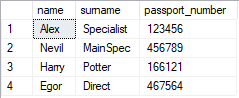 name surname passport_number
1 Alex Specialist 123456
2 Nevil MainSpec 456789
3 Harry Potter 166121
4 Egor Direct 467564